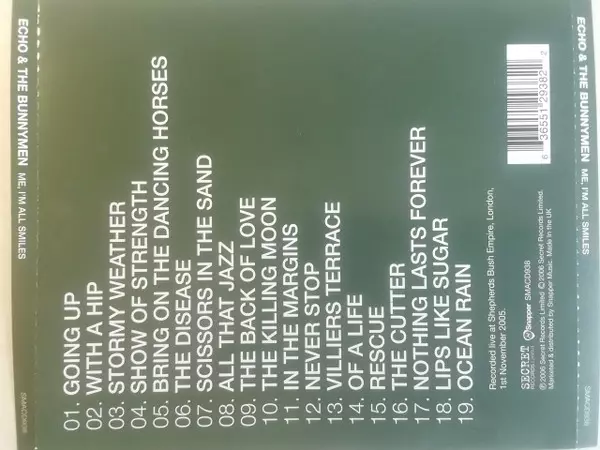 ECHO & THE BUNNYMEN ME, I'M ALL SMILES
SMACD938
01. GOING UP
02. WITH A HIP
03. STORMY WEATHER
04. SHOW OF STRENGTH
05. BRING ON THE DANCING HORSES
06. THE DISEASE
07. SCISSORS IN THE SAND
08. ALL THAT JAZZ
09. THE BACK OF LOVE
10. THE KILLING MOON
11. IN THE MARGINS
12. NEVER STOP
13. VILLIERS TERRACE
14. OF A LIFE
15. RESCUE
16. THE CUTTER
17. NOTHING LASTS FOREVER
18. LIPS LIKE SUGAR
19. OCEAN RAIN
Recorded live at Shepherds Bush Empire, London,
1st November 2005.
SECRET Snapper SMACD938
RECORDS LIMITED
℗ 2006 Secret Records Limited © 2006 Secret Records Limited.
Marketed & distributed by Snapper Music. Made in the UK
6 36551 29382 2
ECHO & THE BUNNYMEN ME, I'M ALL SMILES
SMACD938